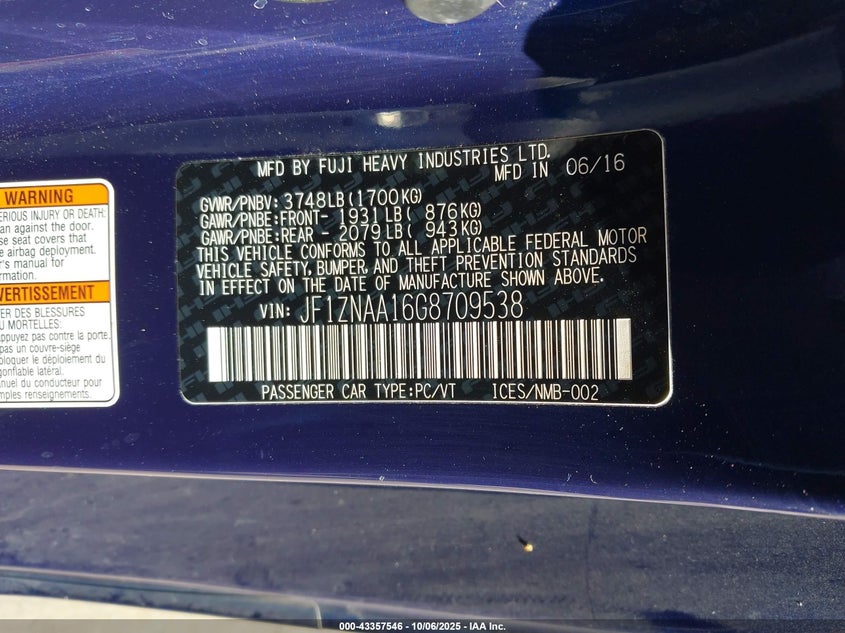 MFD BY FUJI HEAVY INDUSTRIES LTD.
MFD IN 06/16
GVWR/PNBV: 3748LB(1700KG)
GAWR/PNBE:FRONT- 1931LB( 876KG)
GAWR/PNBE:REAR - 2079LB( 943KG)
THIS VEHICLE CONFORMS TO ALL APPLICABLE FEDERAL MOTOR
VEHICLE SAFETY, BUMPER, AND THEFT PREVENTION STANDARDS
IN EFFECT ON THE DATE OF MANUFACTURE SHOWN ABOVE.
VIN: JF1ZNAA16G8709538
PASSENGER CAR TYPE:PC/VT ICES/NMB-002
WARNING
ERIOUS INJURY OR DEATH:
an against the door.
se seat covers that
e airbag deployment.
r's manual for
rmation.
VERTISSEMENT
ER DES BLESSURES
U MORTELLES:
appuyez pas contre la porte.
pas un couvre-siège
bloquer le déploiement du
gonflable latéral.
manuel du conducteur pour
mples renseignements.
000-43357546 - 10/06/2025 - IAA Inc.